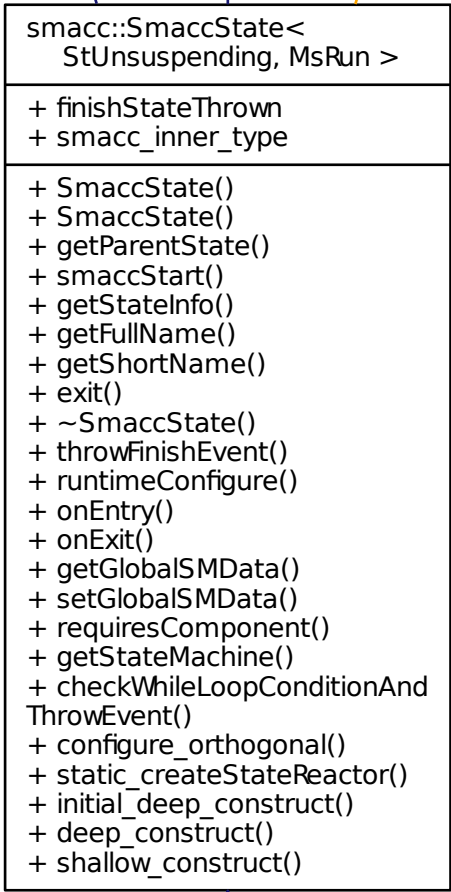 smacc::SmaccState<
StUnsuspending, MsRun >
+ finishStateThrown
+ smacc_inner_type
+ SmaccState()
+ SmaccState()
+ getParentState()
+ smaccStart()
+ getStateInfo()
+ getFullName()
+ getShortName()
+ exit()
+ ~SmaccState()
+ throwFinishEvent()
+ runtimeConfigure()
+ onEntry()
+ onExit()
+ getGlobalSMData()
+ setGlobalSMData()
+ requiresComponent()
+ getStateMachine()
+ checkWhileLoopConditionAnd
ThrowEvent()
+ configure_orthogonal()
+ static_createStateReactor()
+ initial_deep_construct()
+ deep_construct()
+ shallow_construct()